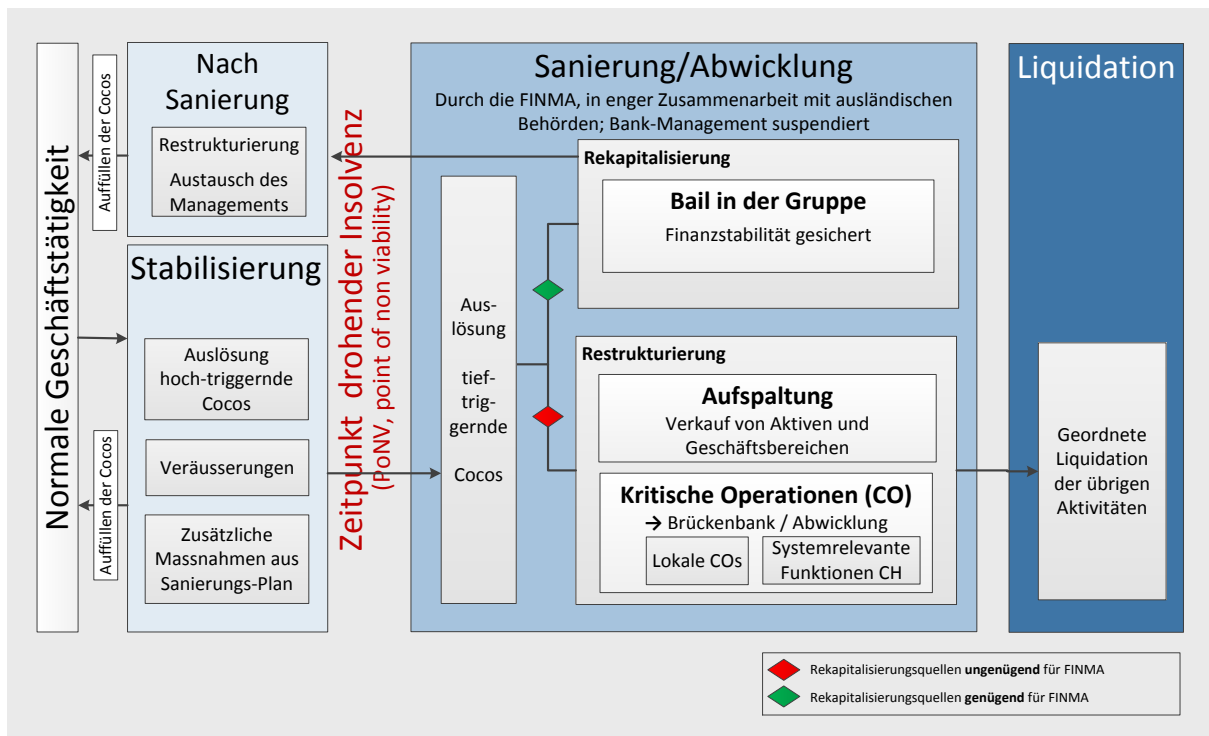 Normale Geschäftstätigkeit
Auffüllen der Cocos
Nach
Sanierung
Restrukturierung
Austausch des
Managements
Auffüllen der Cocos
Stabilisierung
Auslösung
hoch-triggernde
Cocos
Veräusserungen
Zusätzliche
Massnahmen aus
Sanierungs-Plan
Zeitpunkt drohender Insolvenz
(PoNV, point of non viability)
Sanierung/Abwicklung
Durch die FINMA, in enger Zusammenarbeit mit ausländischen
Behörden; Bank-Management suspendiert
Aus-
lösung
tief-
trig-
gernde
Cocos
Rekapitalisierung
Bail in der Gruppe
Finanzstabilität gesichert
Restrukturierung
Aufspaltung
Verkauf von Aktiven und
Geschäftsbereichen
Kritische Operationen (CO)
→ Brückenbank / Abwicklung
Lokale COs
Systemrelevante
Funktionen CH
Liquidation
Geordnete
Liquidation
der übrigen
Aktivitäten
Rekapitalisierungsquellen ungenügend für FINMA
Rekapitalisierungsquellen genügend für FINMA